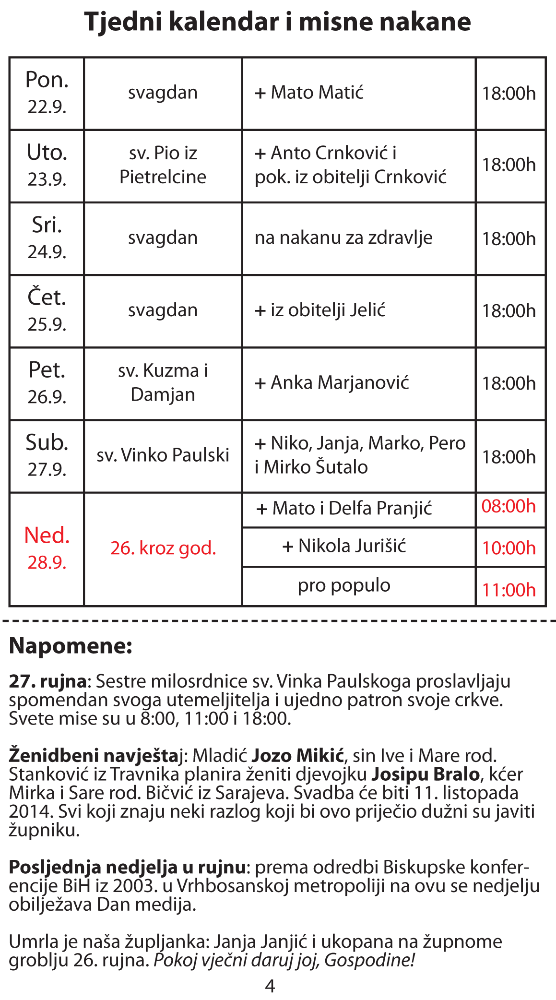 Tjedni kalendar i misne nakane
Pon.
22.9.
svagdan
+ Mato Matić
18:00h
Uto.
23.9.
sv. Pio iz
Pietrelcine
+ Anto Crnković i
pok. iz obitelji Crnković
18:00h
Sri.
24.9.
svagdan
na nakanu za zdravlje
18:00h
Čet.
25.9.
svagdan
+ iz obitelji Jelić
18:00h
Pet.
26.9.
sv. Kuzma i
Damjan
+ Anka Marjanović
18:00h
Sub.
27.9.
sv. Vinko Paulski
+ Niko, Janja, Marko, Pero
i Mirko Šutalo
18:00h
Ned.
28.9.
26. kroz god.
+ Mato i Delfa Pranjić
08:00h
+ Nikola Jurišić
10:00h
pro populo
11:00h
Napomene:
27. rujna: Sestre milosrdnice sv. Vinka Paulskoga proslavljaju
spomendan svoga utemeljitelja i ujedno patron svoje crkve.
Svete mise su u 8:00, 11:00 i 18:00.
Ženidbeni navještaj: Mladić Jozo Mikić, sin Ive i Mare rod.
Stanković iz Travnika planira ženiti djevojku Josipu Bralo, kćer
Mirka i Sare rod. Bičvić iz Sarajeva. Svadba će biti 11. listopada
2014. Svi koji znaju neki razlog koji bi ovo priječio dužni su javiti
župniku.
Posljednja nedjelja u rujnu: prema odredbi Biskupske konfer-
encije BiH iz 2003. u Vrhbosanskoj metropoliji na ovu se nedjelju
obilježava Dan medija.
Umrla je naša župljanka: Janja Janjić i ukopana na župnome
groblju 26. rujna. Pokoj vječni daruj joj, Gospodine!
4